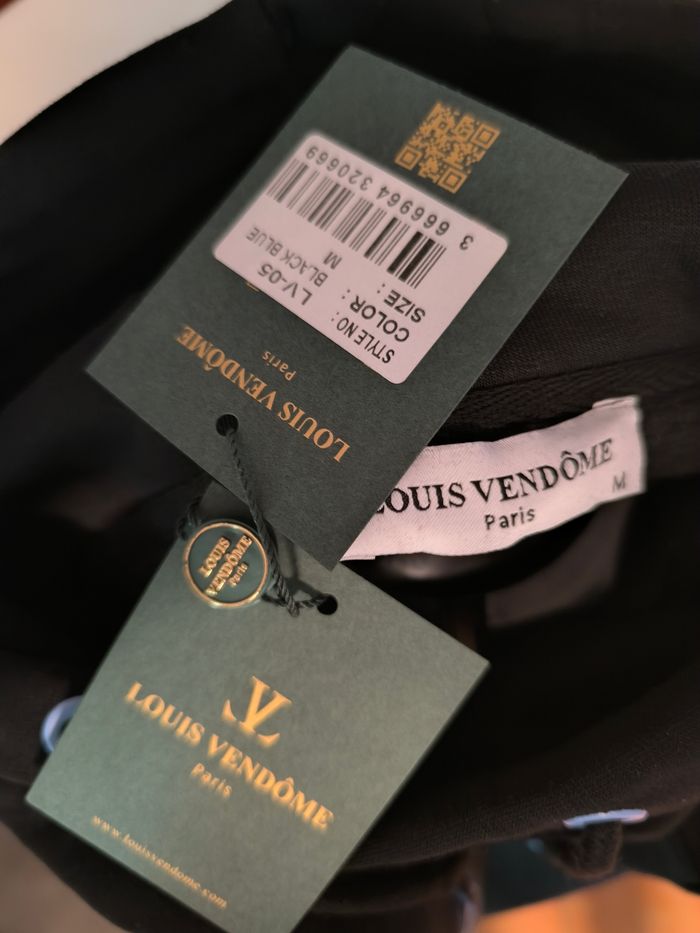 STYLE NO : LV-05
COLOR : BLACK BLUE
SIZE : M
3 666964 320669
LOUIS VENDÔME
Paris
LOUIS VENDÔME
Paris
M
LOUIS
VENDÔME
Paris
LV
LOUIS VENDÔME
Paris
www.louisvendome.com